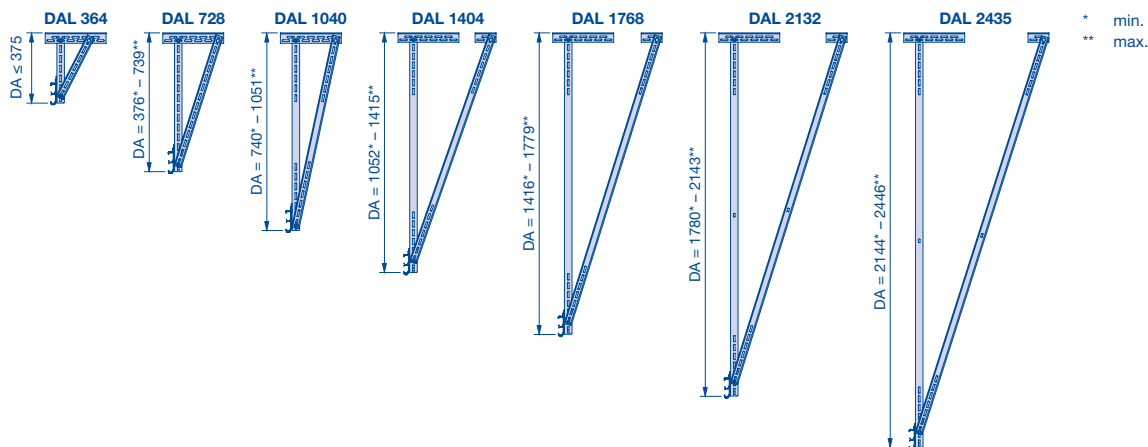 DAL 364
DAL 728
DAL 1040
DAL 1404
DAL 1768
DAL 2132
DAL 2435
* min.
** max.
DA ≤ 375
DA = 376* – 739**
DA = 740* – 1051**
DA = 1052* – 1415**
DA = 1416* – 1779**
DA = 1780* – 2143**
DA = 2144* – 2446**